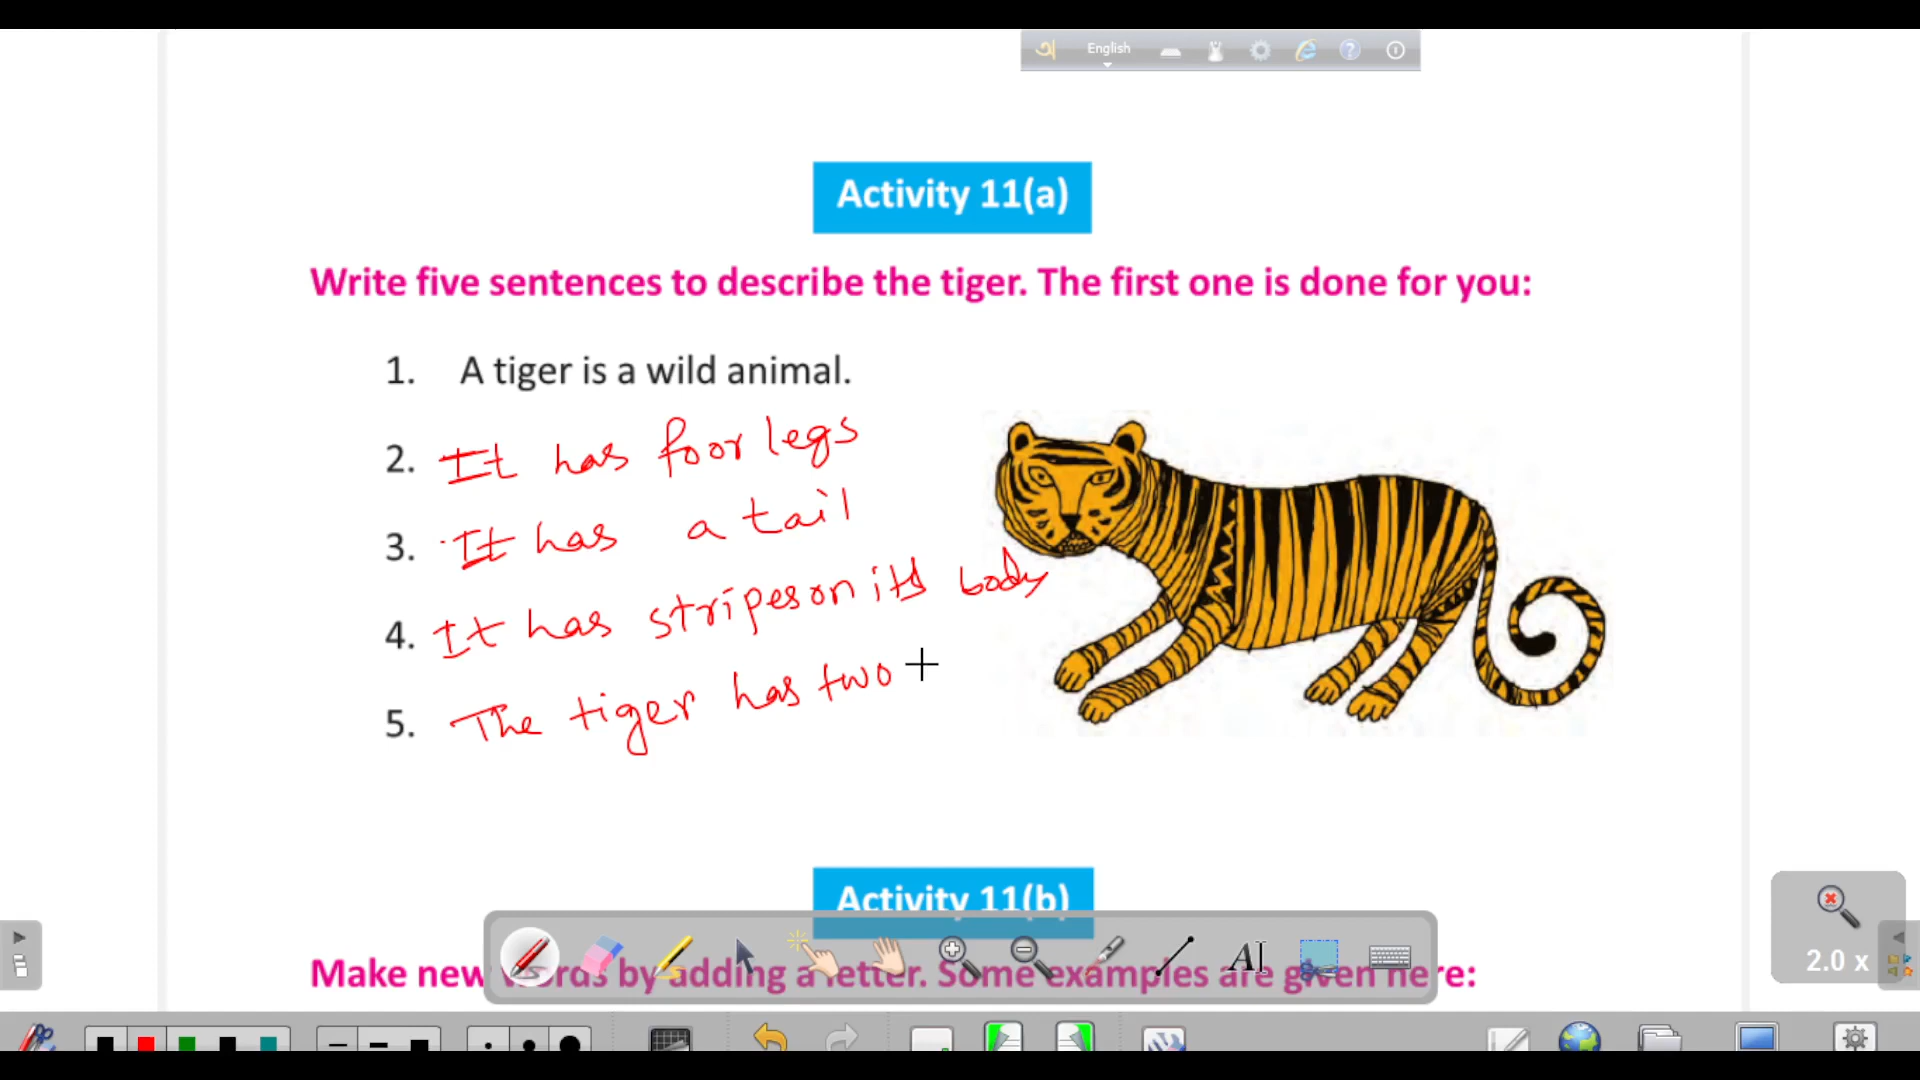 অ English
Activity 11(a)
Write five sentences to describe the tiger. The first one is done for you:
1. A tiger is a wild animal.
2. It has foor legs
3. It has a tail
4. It has stripes on its body
5. The tiger has two
Activity 11(b)
Make new words by adding a letter. Some examples are given here:
2.0 x